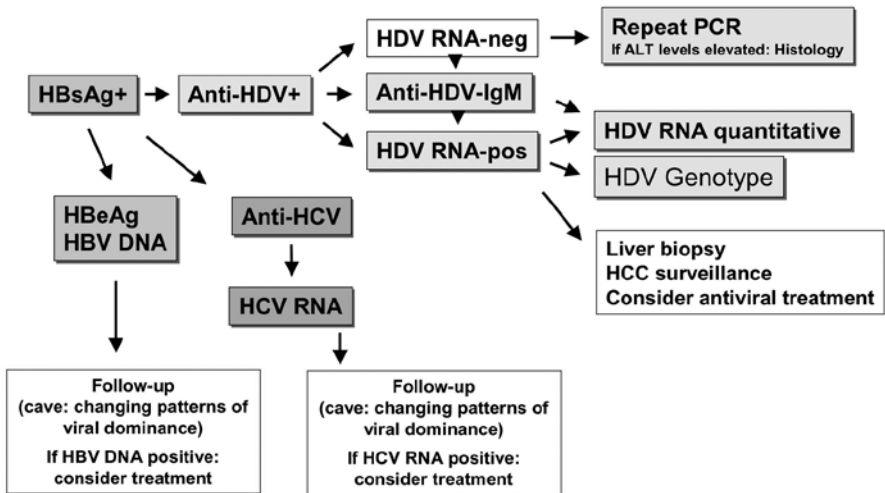 HDV RNA-neg
Repeat PCR
If ALT levels elevated: Histology
HBsAg+
Anti-HDV+
Anti-HDV-IgM
HDV RNA quantitative
HDV RNA-pos
HDV Genotype
HBeAg
HBV DNA
Anti-HCV
Liver biopsy
HCC surveillance
Consider antiviral treatment
HCV RNA
Follow-up
(cave: changing patterns of
viral dominance)
If HBV DNA positive:
consider treatment
Follow-up
(cave: changing patterns of
viral dominance)
If HCV RNA positive:
consider treatment